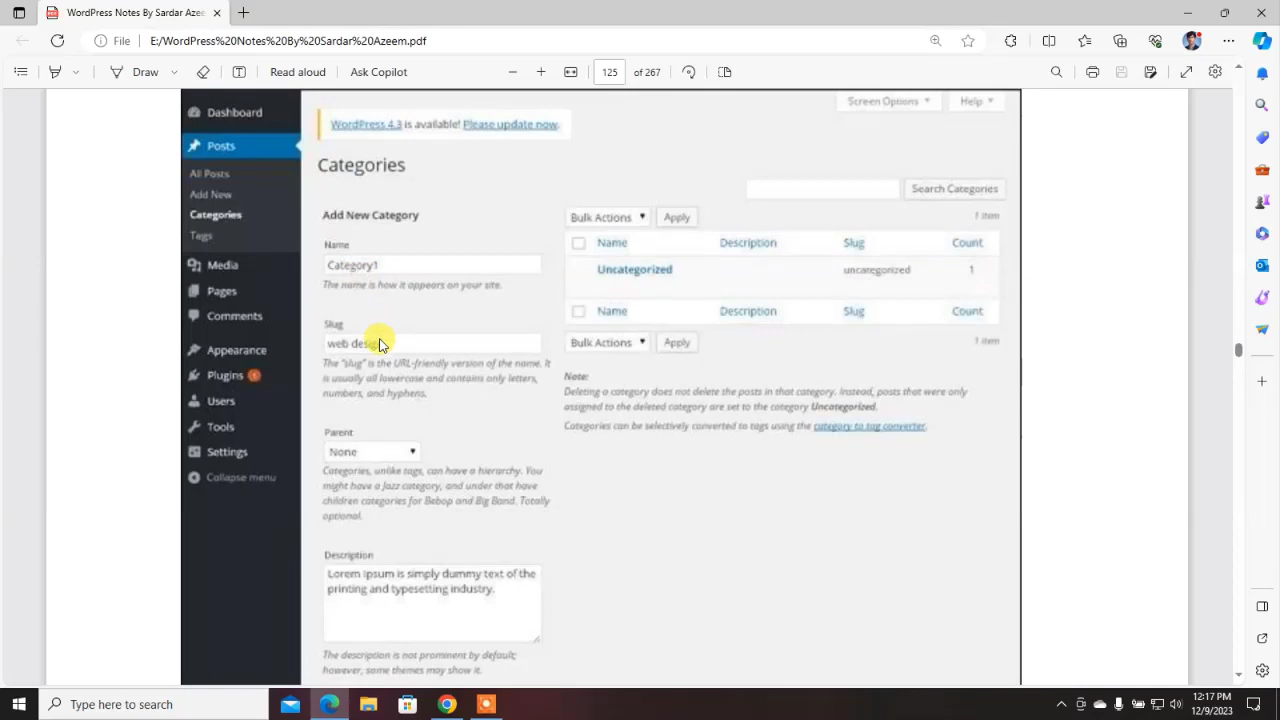 WordPress Notes By Sardar Azee
File
E:/WordPress%20Notes%20By%20Sardar%20Azeem.pdf
Draw
Read aloud
Ask Copilot
125
of 267
Screen Options
Help
WordPress 4.3 is available! Please update now.
Dashboard
Posts
All Posts
Add New
Categories
Tags
Media
Pages
Comments
Appearance
Plugins
Users
Tools
Settings
Collapse menu
Categories
Search Categories
Add New Category
Name
Category1
The name is how it appears on your site.
Slug
web desig
The "slug" is the URL-friendly version of the name. It
is usually all lowercase and contains only letters,
numbers, and hyphens.
Parent
None
Categories, unlike tags, can have a hierarchy. You
might have a Jazz category, and under that have
children categories for Bebop and Big Band. Totally
optional.
Description
Lorem Ipsum is simply dummy text of the
printing and typesetting industry.
The description is not prominent by default;
however, some themes may show it.
Bulk Actions
Apply
1 item
Name Description Slug Count
Uncategorized uncategorized 1
Name Description Slug Count
Bulk Actions
Apply
1 item
Note:
Deleting a category does not delete the posts in that category. Instead, posts that were only
assigned to the deleted category are set to the category Uncategorized.
Categories can be selectively converted to tags using the category to tag converter.
Type here to search
12:17 PM
12/9/2023